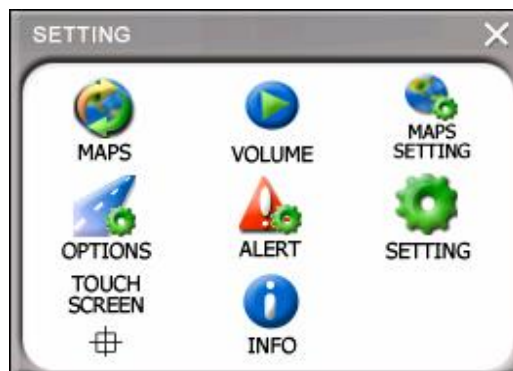 SETTING
MAPS
VOLUME
MAPS
SETTING
OPTIONS
ALERT
SETTING
TOUCH
SCREEN
INFO